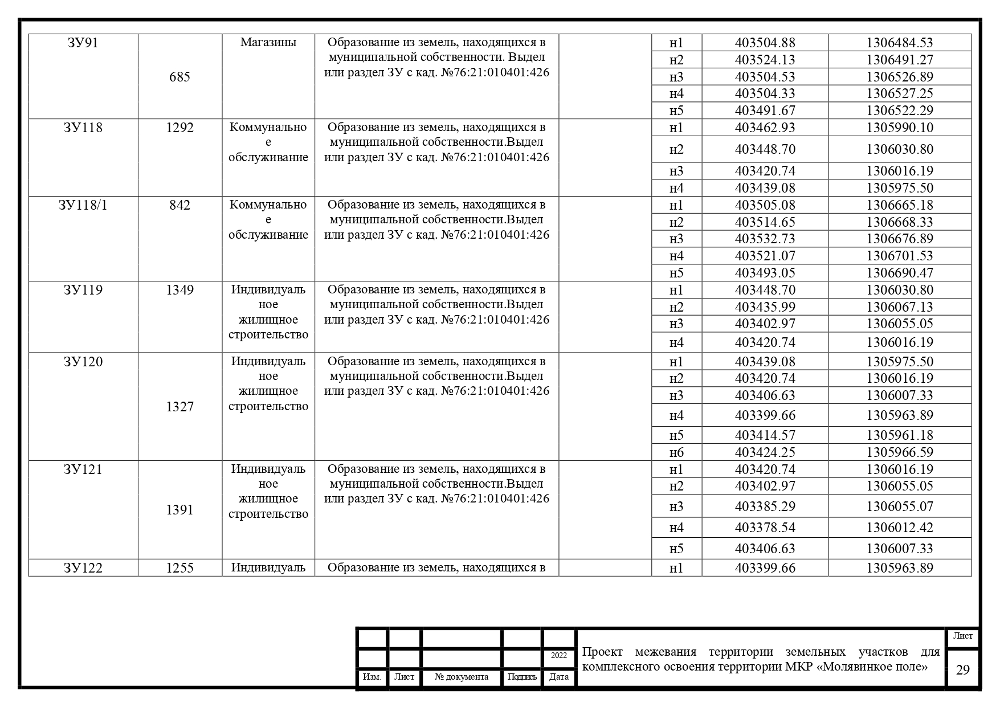 ЗУ91
685
Магазины
Образование из земель, находящихся в
муниципальной собственности. Выдел
или раздел ЗУ с кад. №76:21:010401:426
н1 403504.88 1306484.53
н2 403524.13 1306491.27
н3 403504.53 1306526.89
н4 403504.33 1306527.25
н5 403491.67 1306522.29
ЗУ118
1292
Коммунально
е
обслуживание
Образование из земель, находящихся в
муниципальной собственности.Выдел
или раздел ЗУ с кад. №76:21:010401:426
н1 403462.93 1305990.10
н2 403448.70 1306030.80
н3 403420.74 1306016.19
н4 403439.08 1305975.50
ЗУ118/1
842
Коммунально
е
обслуживание
Образование из земель, находящихся в
муниципальной собственности.Выдел
или раздел ЗУ с кад. №76:21:010401:426
н1 403505.08 1306665.18
н2 403514.65 1306668.33
н3 403532.73 1306676.89
н4 403521.07 1306701.53
н5 403493.05 1306690.47
ЗУ119
1349
Индивидуаль
ное
жилищное
строительство
Образование из земель, находящихся в
муниципальной собственности.Выдел
или раздел ЗУ с кад. №76:21:010401:426
н1 403448.70 1306030.80
н2 403435.99 1306067.13
н3 403402.97 1306055.05
н4 403420.74 1306016.19
ЗУ120
1327
Индивидуаль
ное
жилищное
строительство
Образование из земель, находящихся в
муниципальной собственности.Выдел
или раздел ЗУ с кад. №76:21:010401:426
н1 403439.08 1305975.50
н2 403420.74 1306016.19
н3 403406.63 1306007.33
н4 403399.66 1305963.89
н5 403414.57 1305961.18
н6 403424.25 1305966.59
ЗУ121
1391
Индивидуаль
ное
жилищное
строительство
Образование из земель, находящихся в
муниципальной собственности.Выдел
или раздел ЗУ с кад. №76:21:010401:426
н1 403420.74 1306016.19
н2 403402.97 1306055.05
н3 403385.29 1306055.07
н4 403378.54 1306012.42
н5 403406.63 1306007.33
ЗУ122
1255
Индивидуаль
Образование из земель, находящихся в
н1 403399.66 1305963.89
2022
Изм. Лист № документа Подпись Дата
Проект межевания территории земельных участков для
комплексного освоения территории МКР «Молявинкое поле»
Лист
29